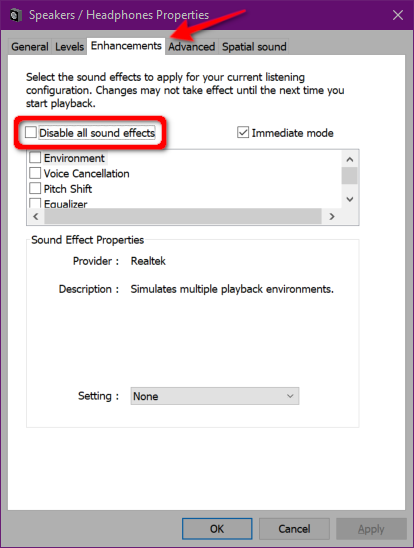 Speakers / Headphones Properties
General Levels Enhancements Advanced Spatial sound
Select the sound effects to apply for your current listening
configuration. Changes may not take effect until the next time you
start playback.
Disable all sound effects Immediate mode
Environment
Voice Cancellation
Pitch Shift
Equalizer
Sound Effect Properties
Provider : Realtek
Description : Simulates multiple playback environments.
Setting : None
OK Cancel Apply